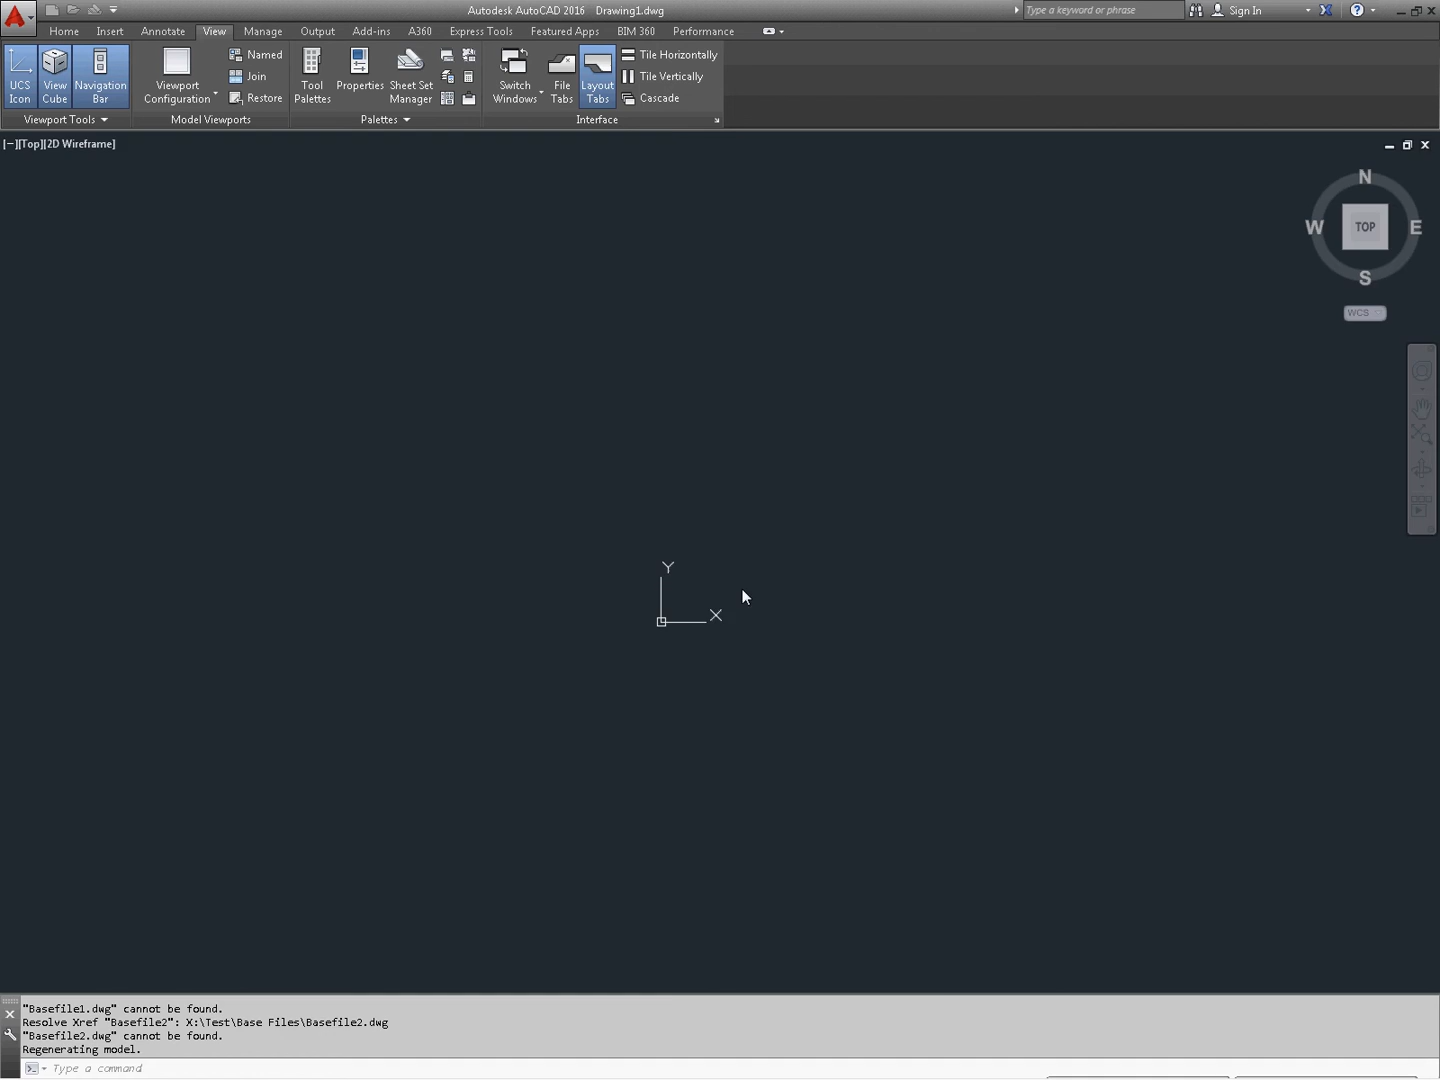 Autodesk AutoCAD 2016 Drawing1.dwg
Type a keyword or phrase
Sign In
Home Insert Annotate View Manage Output Add-ins A360 Express Tools Featured Apps BIM 360 Performance
UCS Icon
View Cube
Navigation Bar
Viewport Tools
Viewport Configuration
Named
Join
Restore
Model Viewports
Tool Palettes
Properties
Sheet Set Manager
Palettes
Switch Windows
File Tabs
Layout Tabs
Tile Horizontally
Tile Vertically
Cascade
Interface
[−][Top][2D Wireframe]
N
W TOP E
S
WCS
Y
X
"Basefile1.dwg" cannot be found.
Resolve Xref "Basefile2": X:\Test\Base Files\Basefile2.dwg
"Basefile2.dwg" cannot be found.
Regenerating model.
Type a command